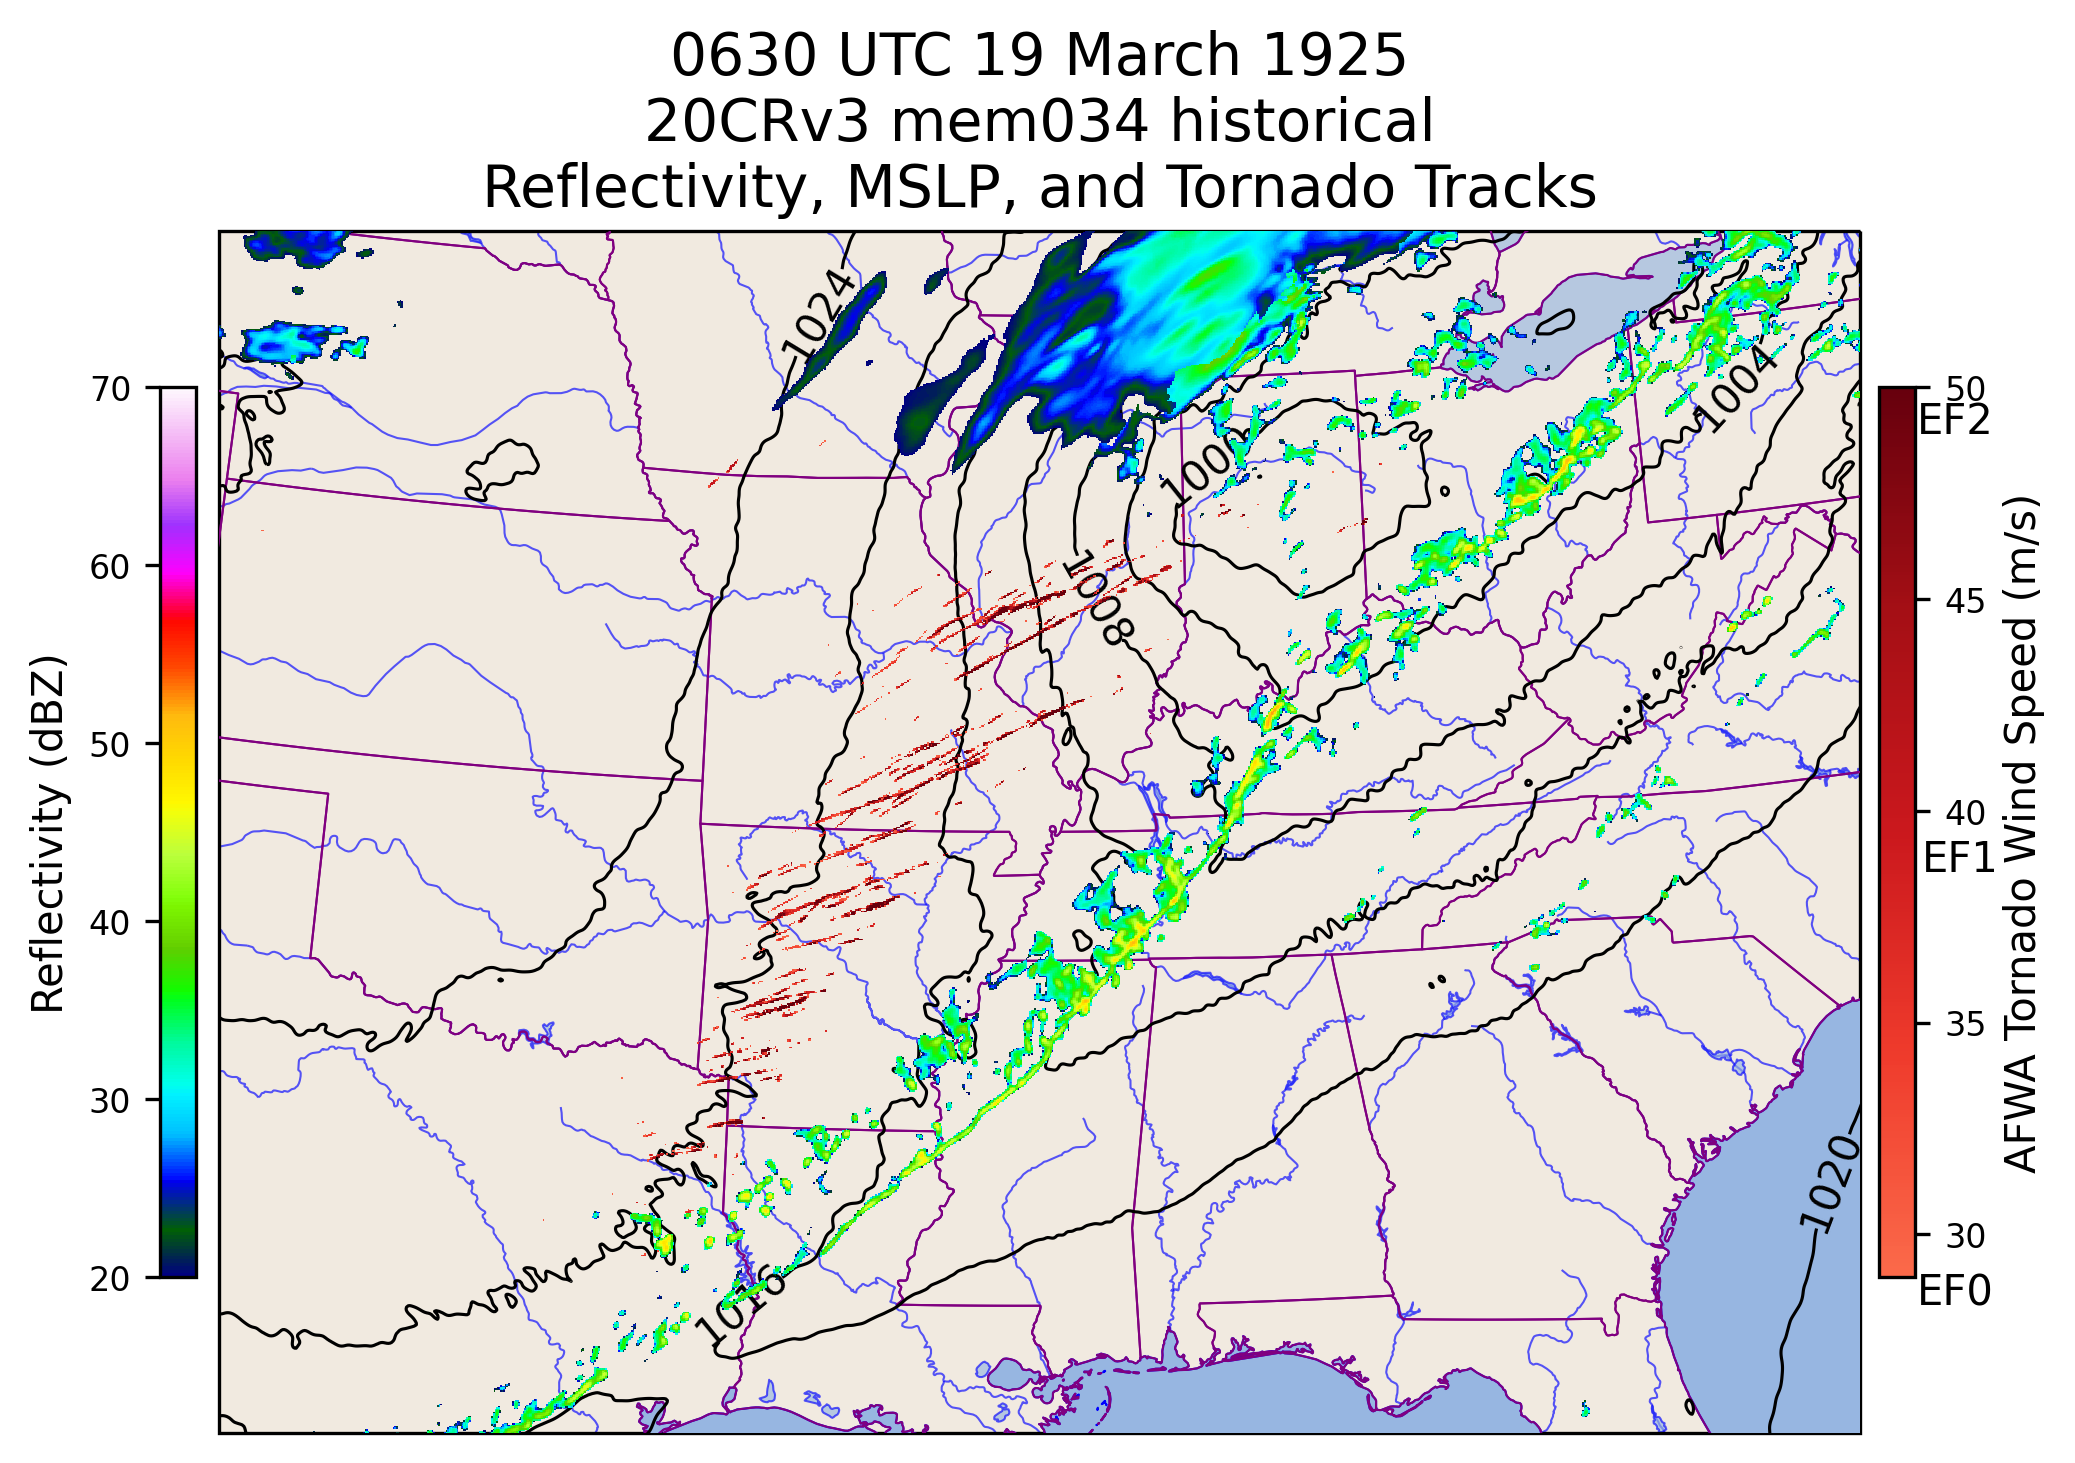 0630 UTC 19 March 1925
20CRv3 mem034 historical
Reflectivity, MSLP, and Tornado Tracks
Reflectivity (dBZ)
70
60
50
40
30
20
1024
1004
1008
1016
1020
50
EF2
45
40
EF1
35
30
EF0
AFWA Tornado Wind Speed (m/s)